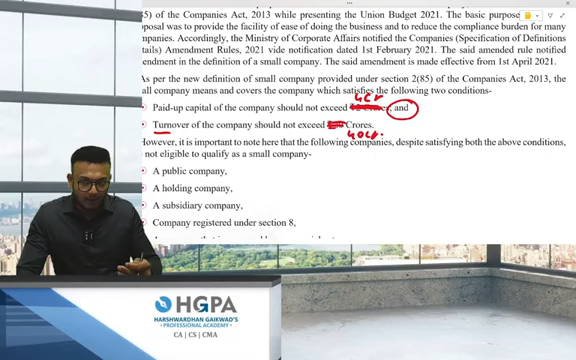 85) of the Companies Act, 2013 while presenting the Union Budget 2021. The basic purpose
oposal was to provide the facility of ease of doing the business and to reduce the compliance burden for many
mpanies. Accordingly, the Ministry of Corporate Affairs notified the Companies (Specification of Definitions
etails) Amendment Rules, 2021 vide notification dated 1st February 2021. The said amended rule notified
endment in the definition of a small company. The said amendment is made effective from 1st April 2021.
As per the new definition of small company provided under section 2(85) of the Companies Act, 2013, the
all company means and covers the company which satisfies the following two conditions-
4Cr
Paid-up capital of the company should not exceed and
Turnover of the company should not exceed Crores.
40Cr.
However, it is important to note here that the following companies, despite satisfying both the above conditions,
not eligible to qualify as a small company-
A public company,
A holding company,
A subsidiary company,
Company registered under section 8,
HGPA
HARSHWARDHAN GAIKWAD'S
PROFESSIONAL ACADEMY
CA | CS | CMA